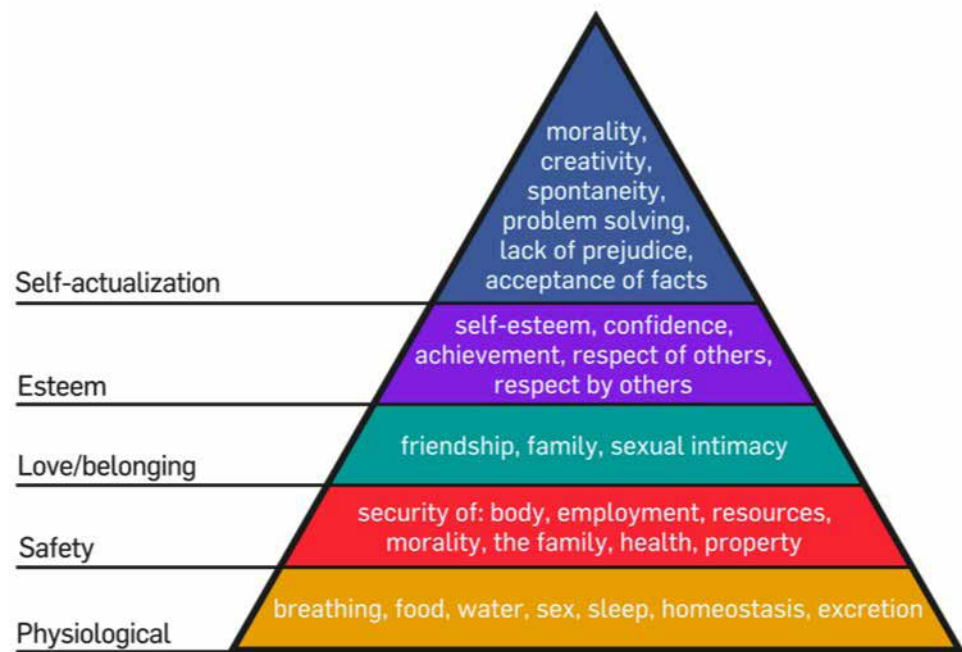 morality,
creativity,
spontaneity,
problem solving,
lack of prejudice,
acceptance of facts
Self-actualization
self-esteem, confidence,
achievement, respect of others,
respect by others
Esteem
friendship, family, sexual intimacy
Love/belonging
security of: body, employment, resources,
morality, the family, health, property
Safety
breathing, food, water, sex, sleep, homeostasis, excretion
Physiological